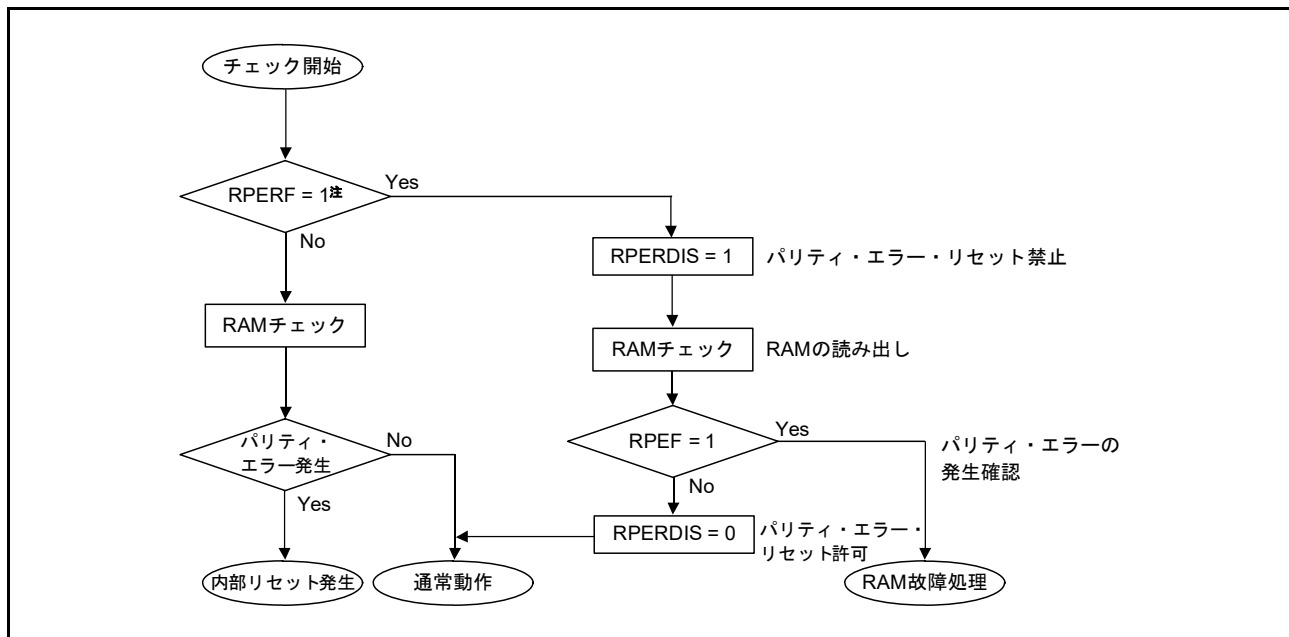 チェック開始
RPERF = 1注
Yes
No
RPERDIS = 1
パリティ・エラー・リセット禁止
RAMチェック
RAMチェック
RAMの読み出し
パリティ・
エラー発生
No
Yes
RPEF = 1
Yes
No
パリティ・エラーの
発生確認
RPERDIS = 0
パリティ・エラー・
リセット許可
内部リセット発生
通常動作
RAM故障処理